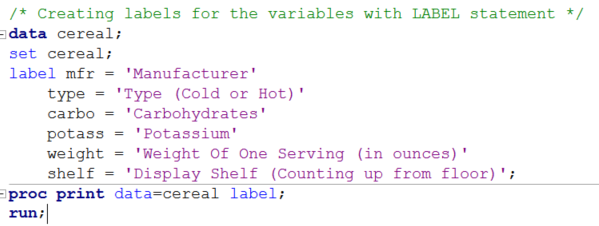 /* Creating labels for the variables with LABEL statement */
data cereal;
set cereal;
label mfr = 'Manufacturer'
type = 'Type (Cold or Hot)'
carbo = 'Carbohydrates'
potass = 'Potassium'
weight = 'Weight Of One Serving (in ounces)'
shelf = 'Display Shelf (Counting up from floor)';
proc print data=cereal label;
run;